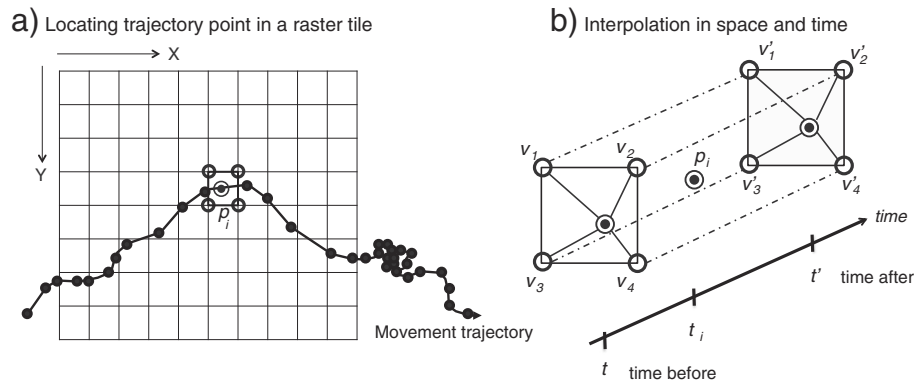 a) Locating trajectory point in a raster tile
X
Y
p_i
Movement trajectory
b) Interpolation in space and time
v'_1
v'_2
v_1
v_2
p_i
v'_3
v'_4
v_3
v_4
time
t' time after
t_i
t time before